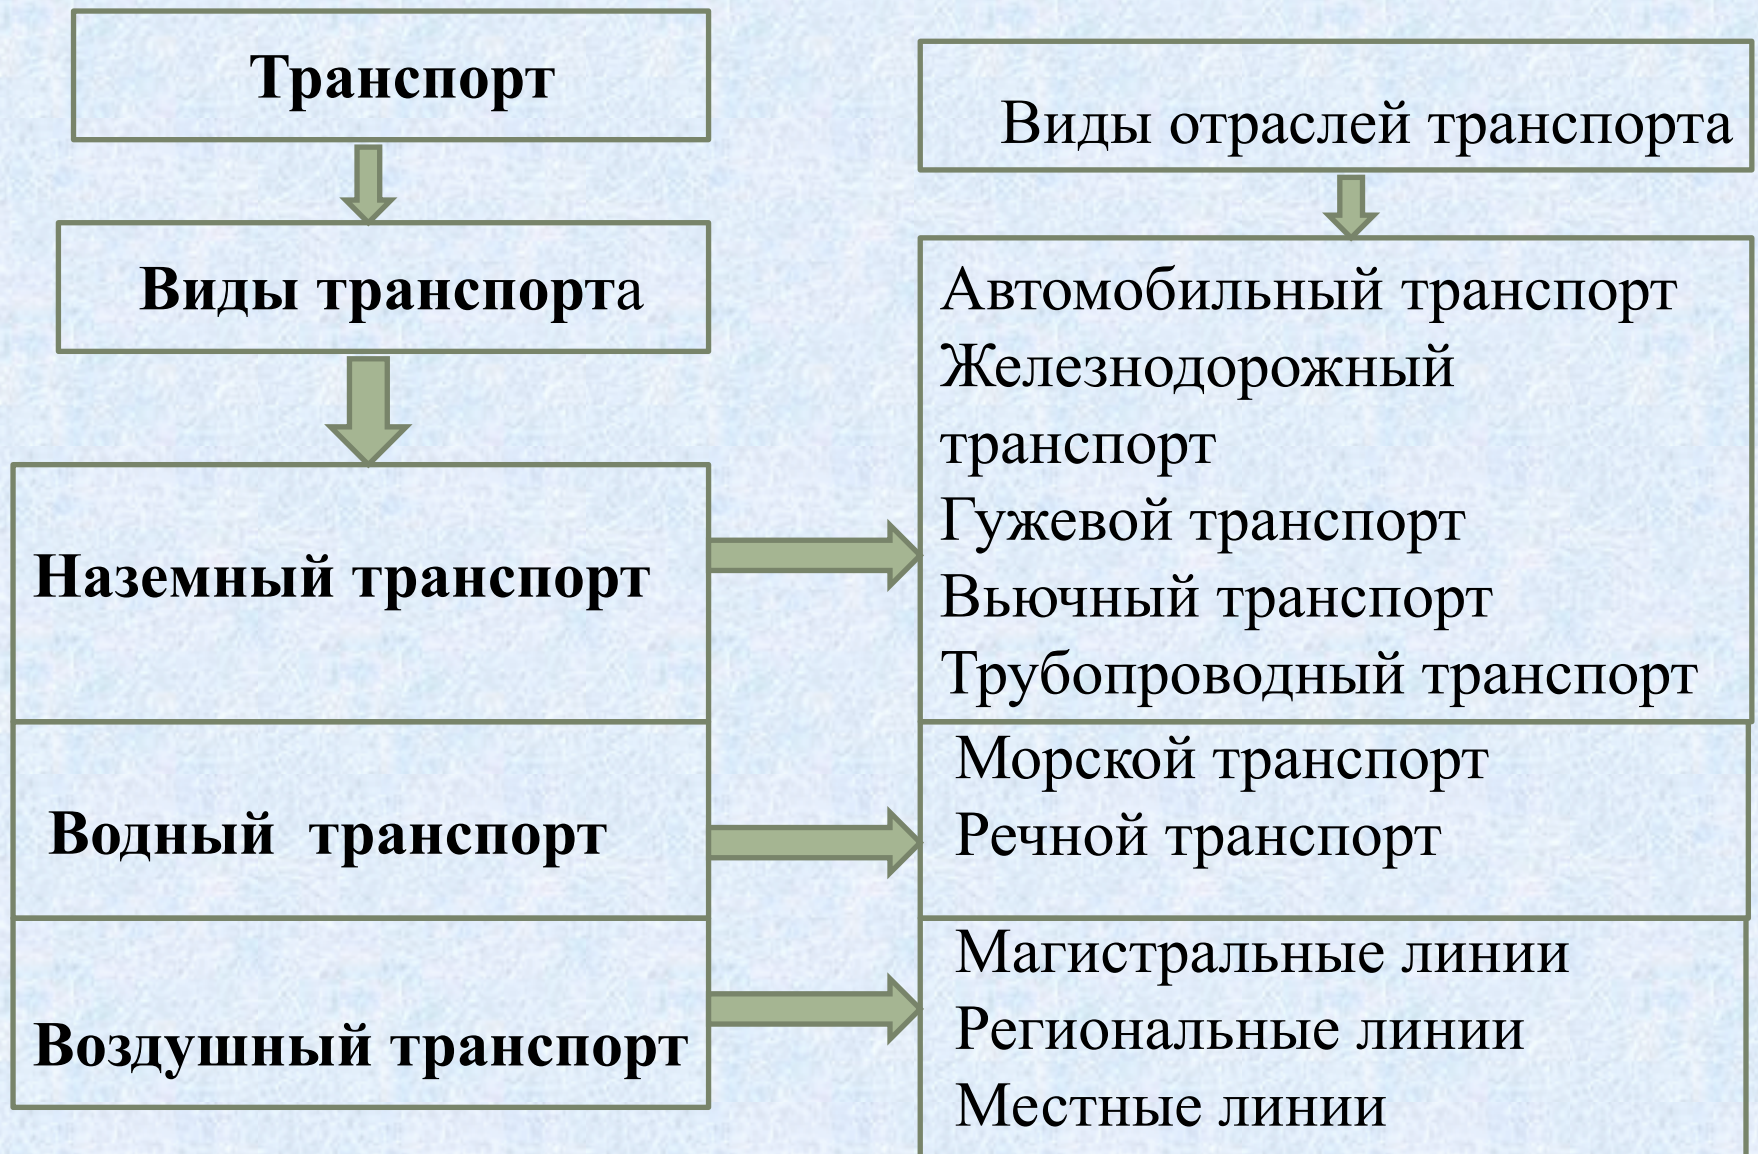 Транспорт
Виды транспорта
Наземный транспорт
Водный транспорт
Воздушный транспорт
Виды отраслей транспорта
Автомобильный транспорт
Железнодорожный
транспорт
Гужевой транспорт
Вьючный транспорт
Трубопроводный транспорт
Морской транспорт
Речной транспорт
Магистральные линии
Региональные линии
Местные линии